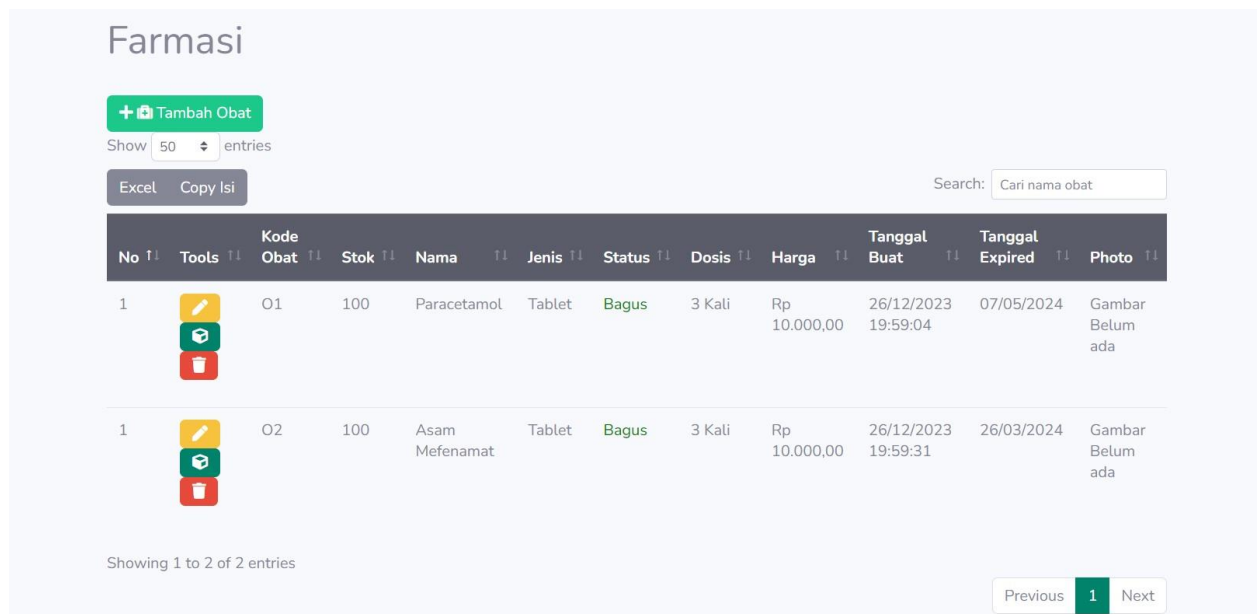 Farmasi
Tambah Obat
Show 50 entries
Excel Copy Isi
Search: Cari nama obat
No Tools Kode Obat Stok Nama Jenis Status Dosis Harga Tanggal Buat Tanggal Expired Photo
1 O1 100 Paracetamol Tablet Bagus 3 Kali Rp 10.000,00 26/12/2023 19:59:04 07/05/2024 Gambar Belum ada
1 O2 100 Asam Mefenamat Tablet Bagus 3 Kali Rp 10.000,00 26/12/2023 19:59:31 26/03/2024 Gambar Belum ada
Showing 1 to 2 of 2 entries
Previous 1 Next